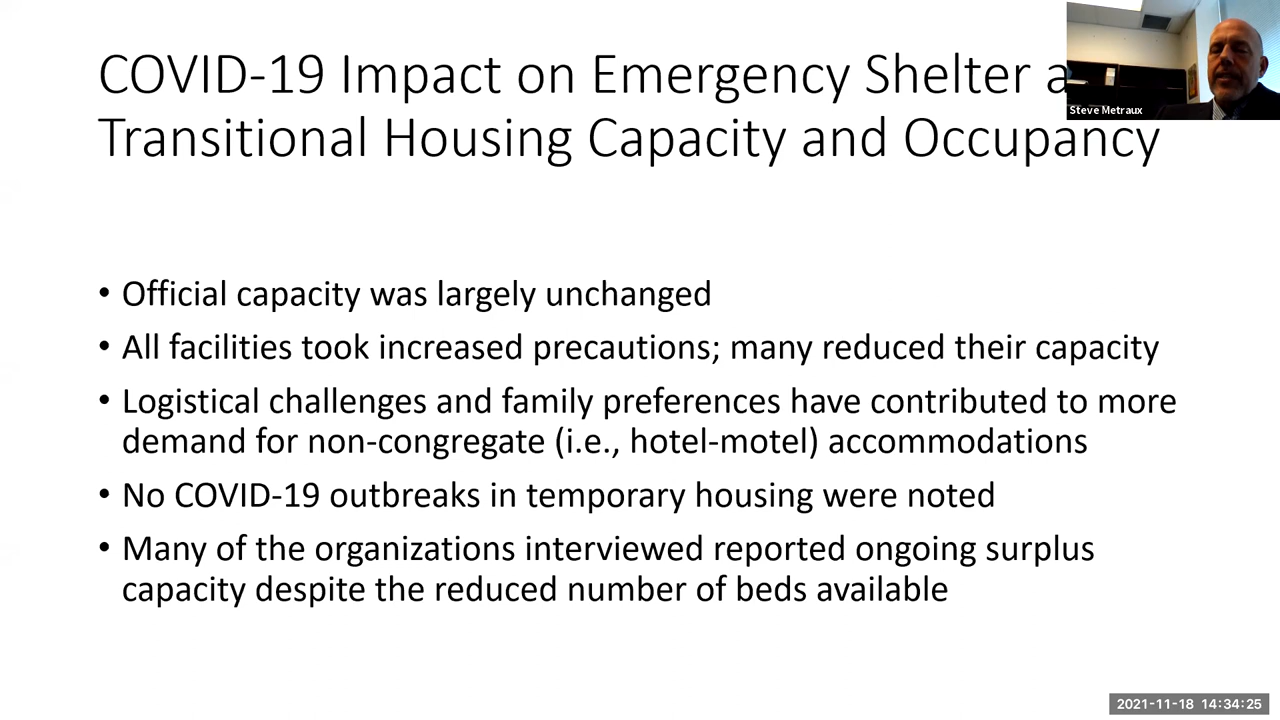 COVID-19 Impact on Emergency Shelter a
Transitional Housing Capacity and Occupancy
Steve Metraux
• Official capacity was largely unchanged
• All facilities took increased precautions; many reduced their capacity
• Logistical challenges and family preferences have contributed to more
demand for non-congregate (i.e., hotel-motel) accommodations
• No COVID-19 outbreaks in temporary housing were noted
• Many of the organizations interviewed reported ongoing surplus
capacity despite the reduced number of beds available
2021-11-18 14:34:25